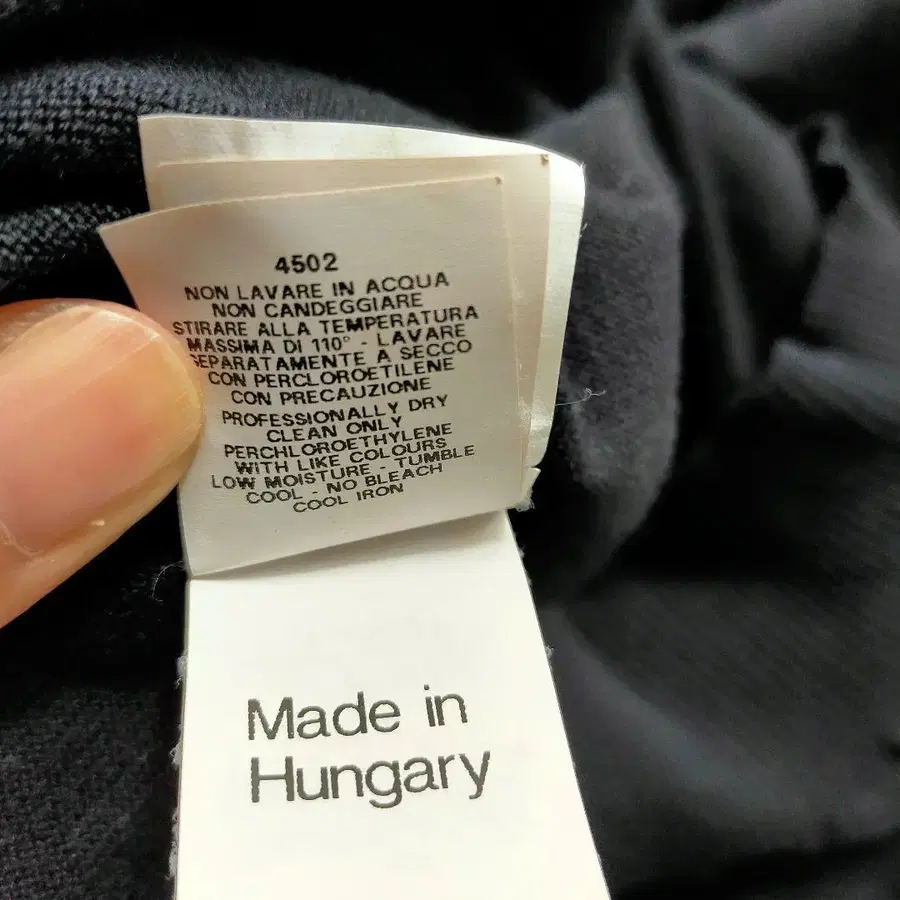 4502
NON LAVARE IN ACQUA
NON CANDEGGIARE
STIRARE ALLA TEMPERATURA
MASSIMA DI 110° - LAVARE
SEPARATAMENTE A SECCO
CON PERCLOROETILENE
CON PRECAUZIONE
PROFESSIONALLY DRY
CLEAN ONLY
PERCHLOROETHYLENE
WITH LIKE COLOURS
LOW MOISTURE - TUMBLE
COOL - NO BLEACH
COOL IRON
Made in
Hungary